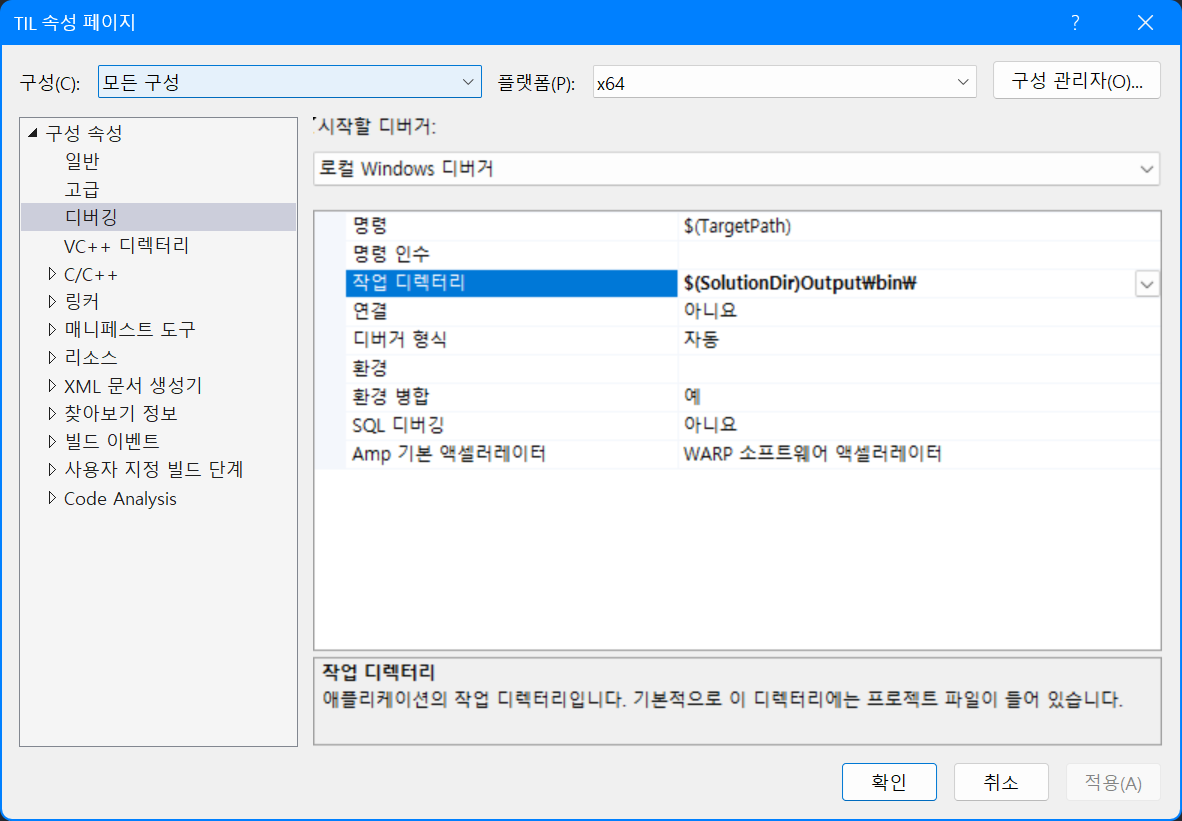 TIL 속성 페이지
?
구성(C):
모든 구성
플랫폼(P):
x64
구성 관리자(O)...
구성 속성
일반
고급
디버깅
VC++ 디렉터리
C/C++
링커
매니페스트 도구
리소스
XML 문서 생성기
찾아보기 정보
빌드 이벤트
사용자 지정 빌드 단계
Code Analysis
시작할 디버거:
로컬 Windows 디버거
명령 $(TargetPath)
명령 인수
작업 디렉터리 $(SolutionDir)Output₩bin₩
연결 아니요
디버거 형식 자동
환경
환경 병합 예
SQL 디버깅 아니요
Amp 기본 액셀러레이터 WARP 소프트웨어 액셀러레이터
작업 디렉터리
애플리케이션의 작업 디렉터리입니다. 기본적으로 이 디렉터리에는 프로젝트 파일이 들어 있습니다.
확인
취소
적용(A)